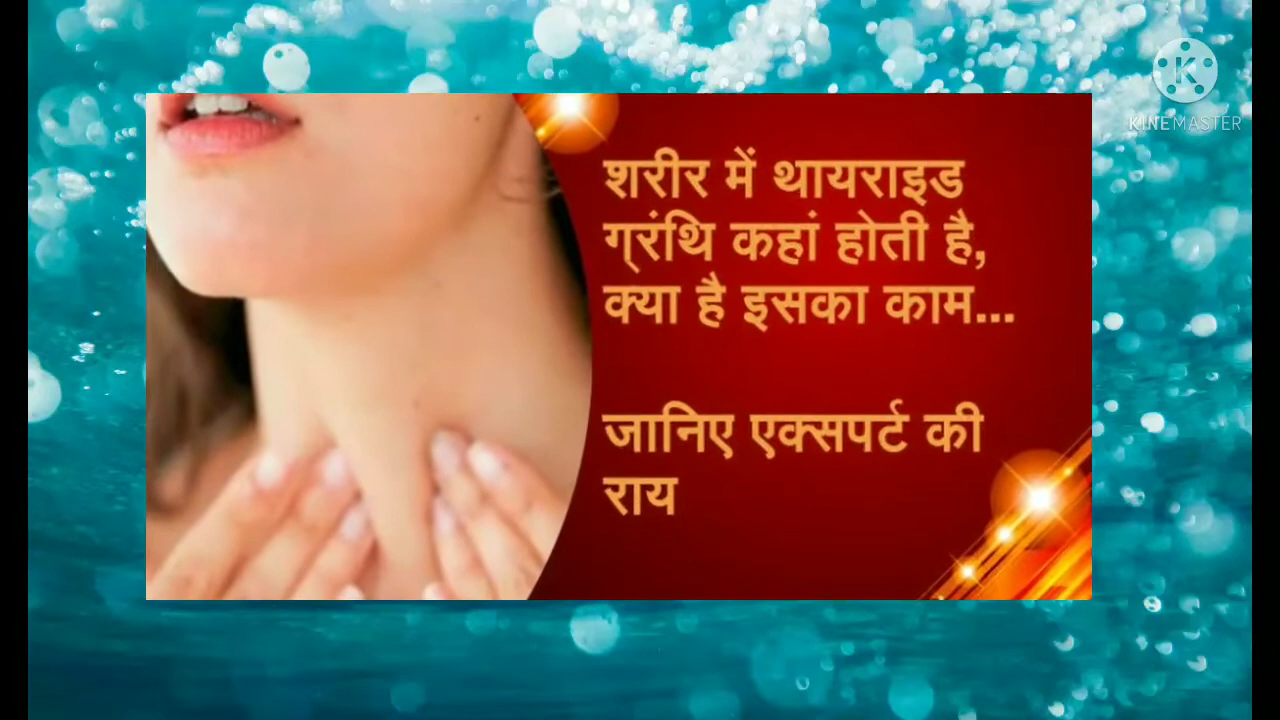 शरीर में थायराइड
ग्रंथि कहां होती है,
क्या है इसका काम...
जानिए एक्सपर्ट की
राय
K
KINEMASTER